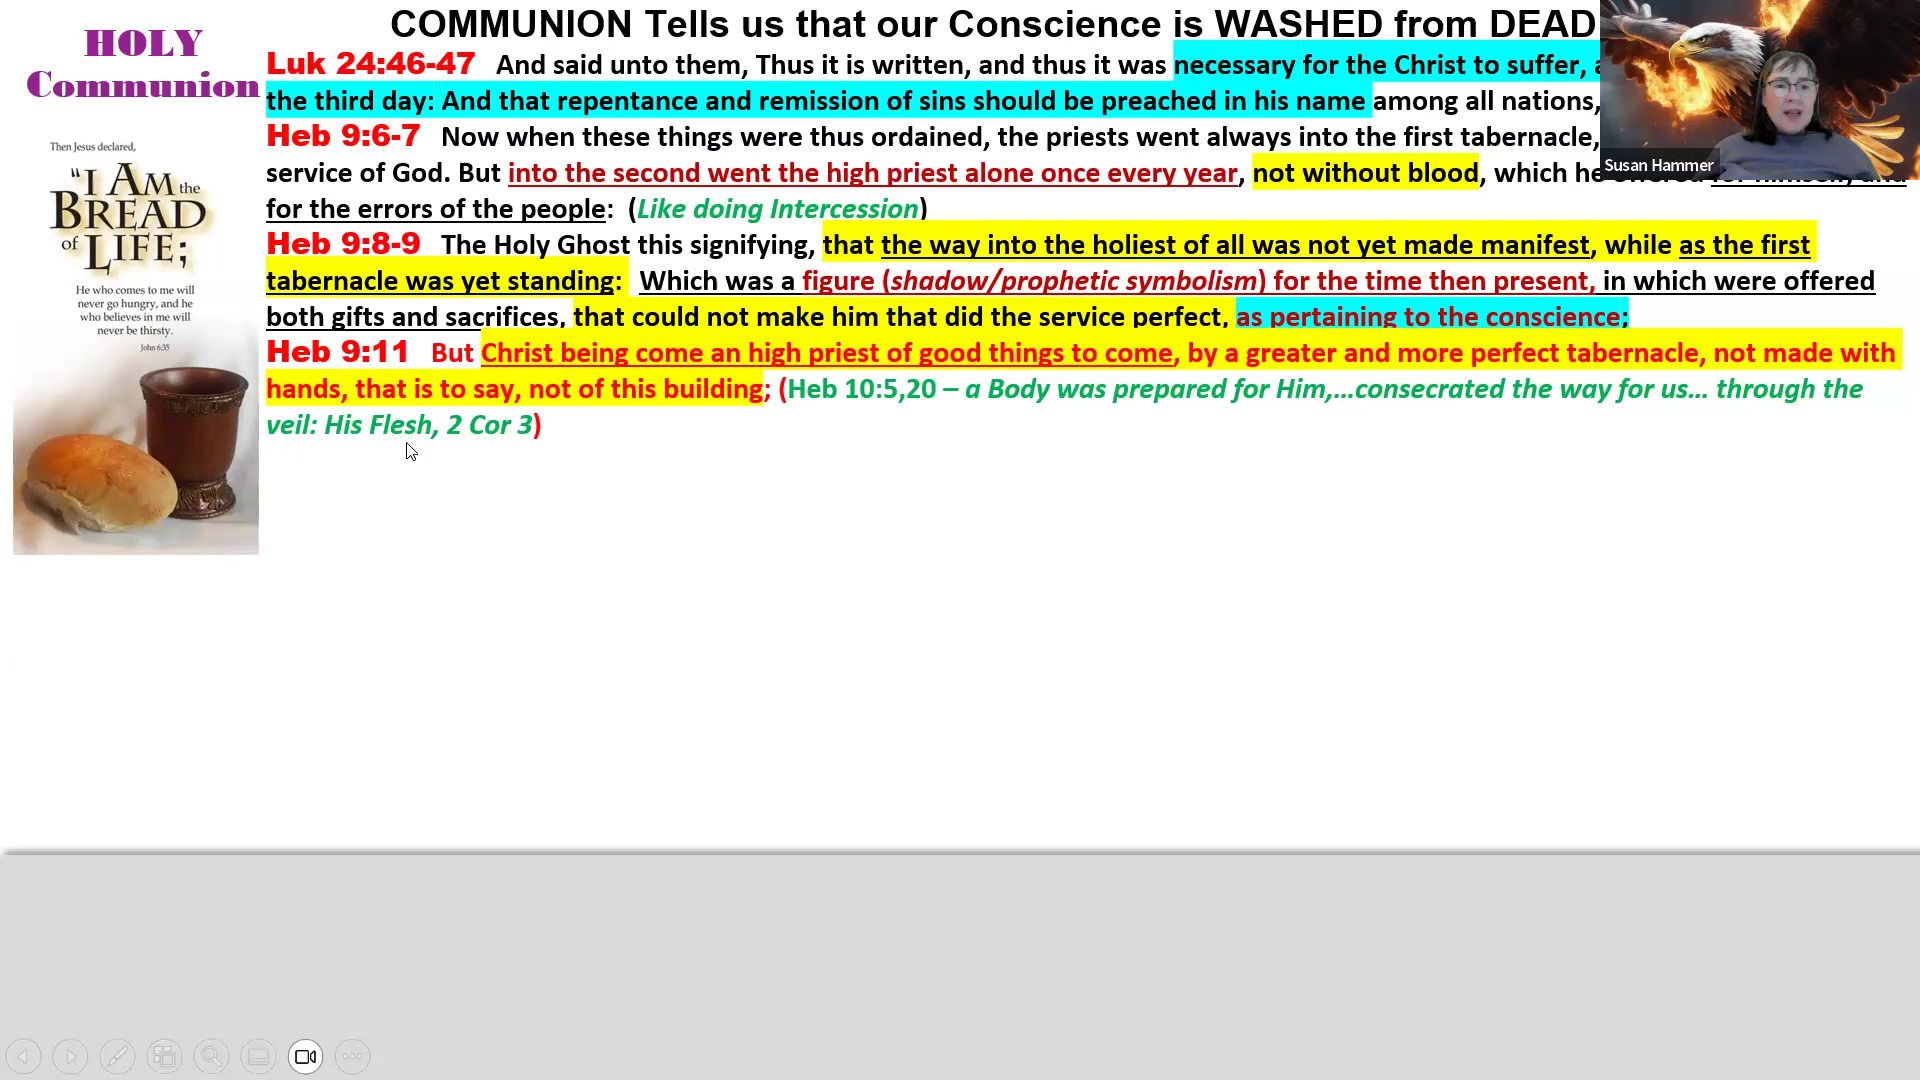 COMMUNION Tells us that our Conscience is WASHED from DEAD
HOLY
Communion
Then Jesus declared,
"I AM the
BREAD
of LIFE;
He who comes to me will
never go hungry, and he
who believes in me will
never be thirsty.
John 6:35
Luk 24:46-47 And said unto them, Thus it is written, and thus it was necessary for the Christ to suffer,
the third day: And that repentance and remission of sins should be preached in his name among all nations,
Heb 9:6-7 Now when these things were thus ordained, the priests went always into the first tabernacle,
service of God. But into the second went the high priest alone once every year, not without blood, which he offered for himself, and
for the errors of the people: (Like doing Intercession)
Heb 9:8-9 The Holy Ghost this signifying, that the way into the holiest of all was not yet made manifest, while as the first
tabernacle was yet standing: Which was a figure (shadow/prophetic symbolism) for the time then present, in which were offered
both gifts and sacrifices, that could not make him that did the service perfect, as pertaining to the conscience;
Heb 9:11 But Christ being come an high priest of good things to come, by a greater and more perfect tabernacle, not made with
hands, that is to say, not of this building; (Heb 10:5,20 – a Body was prepared for Him,...consecrated the way for us... through the
veil: His Flesh, 2 Cor 3)
Susan Hammer